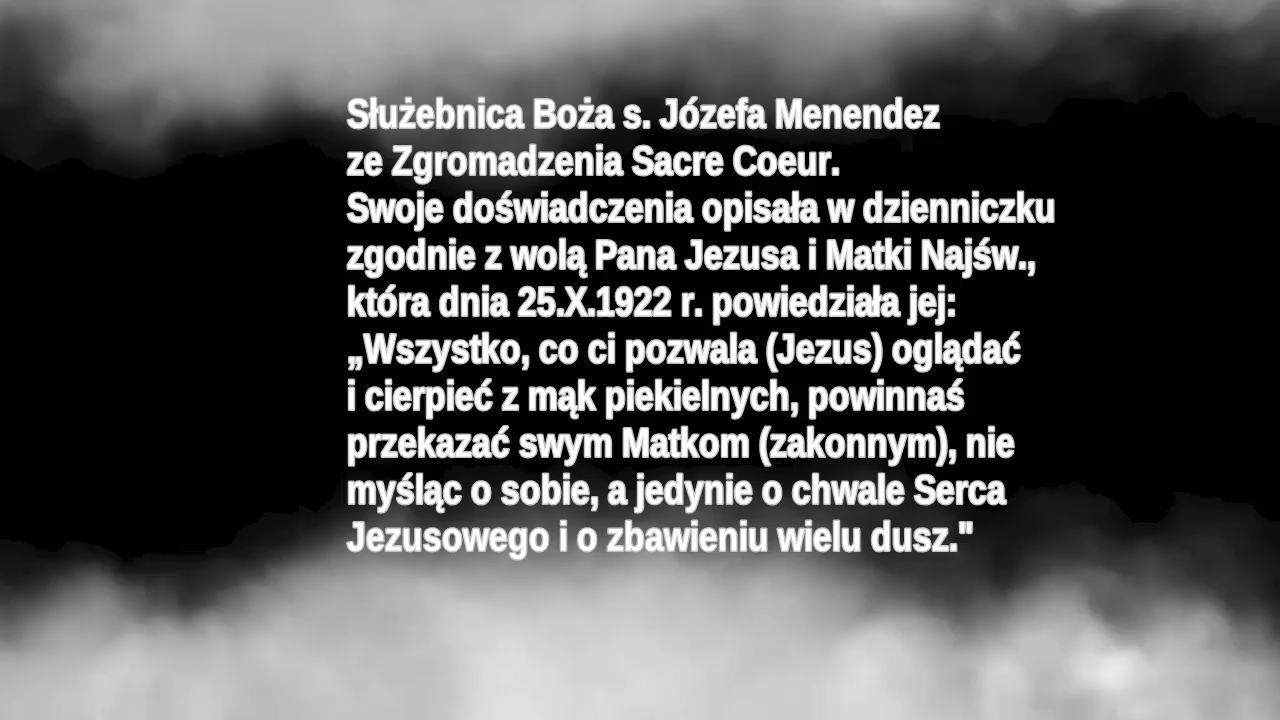 Służebnica Boża s. Józefa Menendez
ze Zgromadzenia Sacre Coeur.
Swoje doświadczenia opisała w dzienniczku
zgodnie z wolą Pana Jezusa i Matki Najśw.,
która dnia 25.X.1922 r. powiedziała jej:
„Wszystko, co ci pozwala (Jezus) oglądać
i cierpieć z mąk piekielnych, powinnaś
przekazać swym Matkom (zakonnym), nie
myśląc o sobie, a jedynie o chwale Serca
Jezusowego i o zbawieniu wielu dusz."